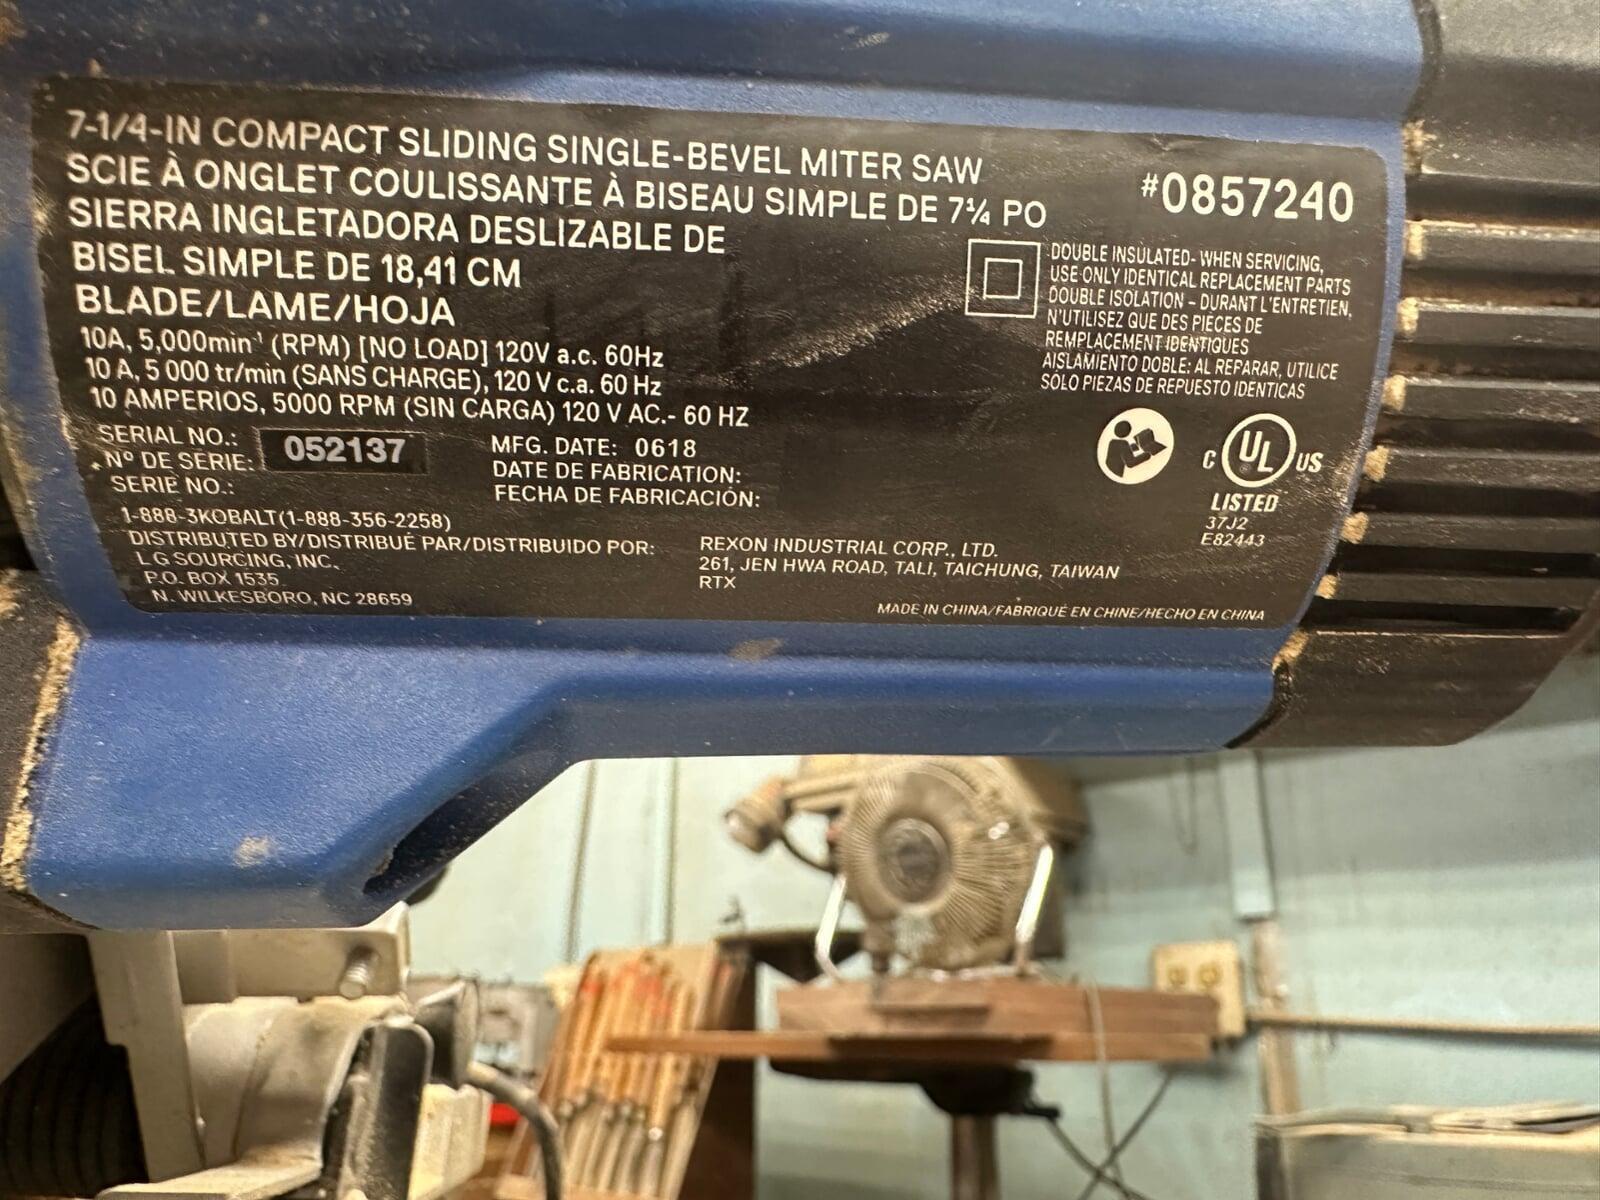 7-1/4-IN COMPACT SLIDING SINGLE-BEVEL MITER SAW
SCIE À ONGLET COULISSANTE À BISEAU SIMPLE DE 7¼ PO
SIERRA INGLETADORA DESLIZABLE DE
BISEL SIMPLE DE 18,41 CM
BLADE/LAME/HOJA
10A, 5,000min⁻¹ (RPM) [NO LOAD] 120V a.c. 60Hz
10 A, 5 000 tr/min (SANS CHARGE), 120 V c.a. 60 Hz
10 AMPERIOS, 5000 RPM (SIN CARGA) 120 V AC.- 60 HZ
#0857240
DOUBLE INSULATED- WHEN SERVICING,
USE ONLY IDENTICAL REPLACEMENT PARTS
DOUBLE ISOLATION - DURANT L'ENTRETIEN,
N'UTILISEZ QUE DES PIÈCES DE
REMPLACEMENT IDENTIQUES
AISLAMIENTO DOBLE: AL REPARAR, UTILICE
SÓLO PIEZAS DE REPUESTO IDENTICAS
SERIAL NO.:
N° DE SÉRIE:
SERIE NO.:
052137
MFG. DATE: 0618
DATE DE FABRICATION:
FECHA DE FABRICACIÓN:
C UL US
LISTED
37J2
E82443
1-888-3KOBALT(1-888-356-2258)
DISTRIBUTED BY/DISTRIBUÉ PAR/DISTRIBUIDO POR:
LG SOURCING, INC.
P.O. BOX 1535
N. WILKESBORO, NC 28659
REXON INDUSTRIAL CORP., LTD.
261, JEN HWA ROAD, TALI, TAICHUNG, TAIWAN
RTX
MADE IN CHINA/FABRIQUÉ EN CHINE/HECHO EN CHINA